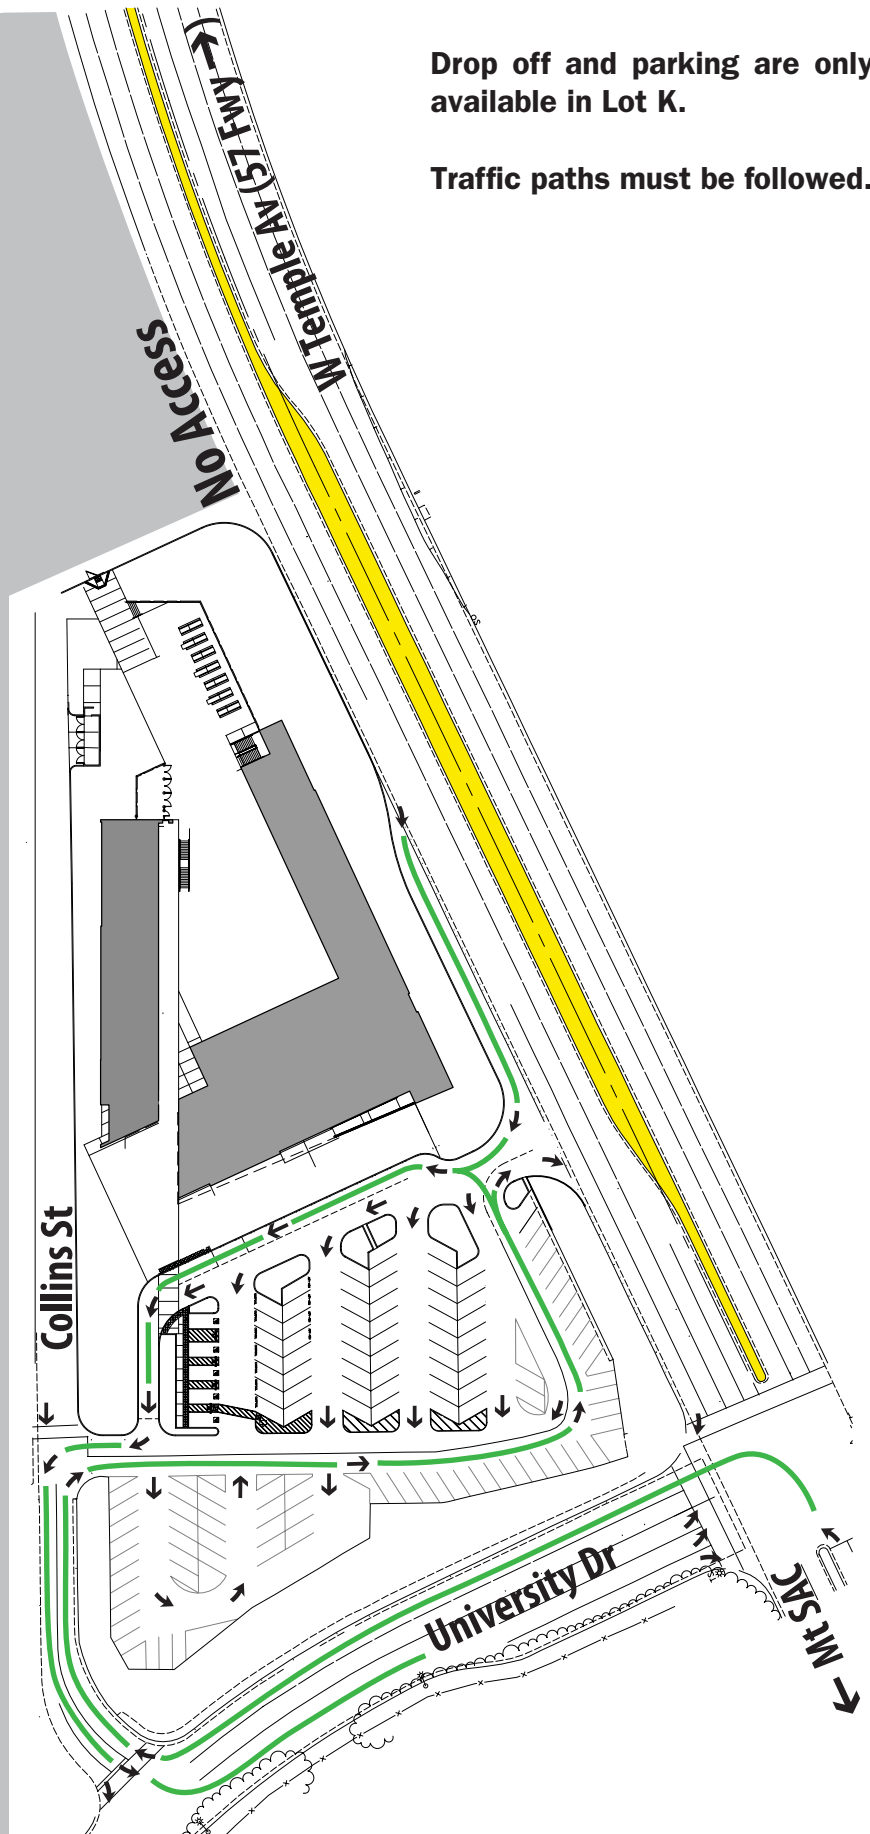 Drop off and parking are only
available in Lot K.
Traffic paths must be followed.
W Temple Av (57 Fwy →)
No Access
Collins St
University Dr
← Mt SAC